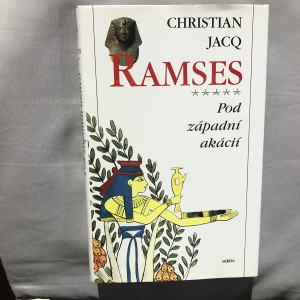 CHRISTIAN
JACQ
RAMSES
*****
Pod
západní
akácií